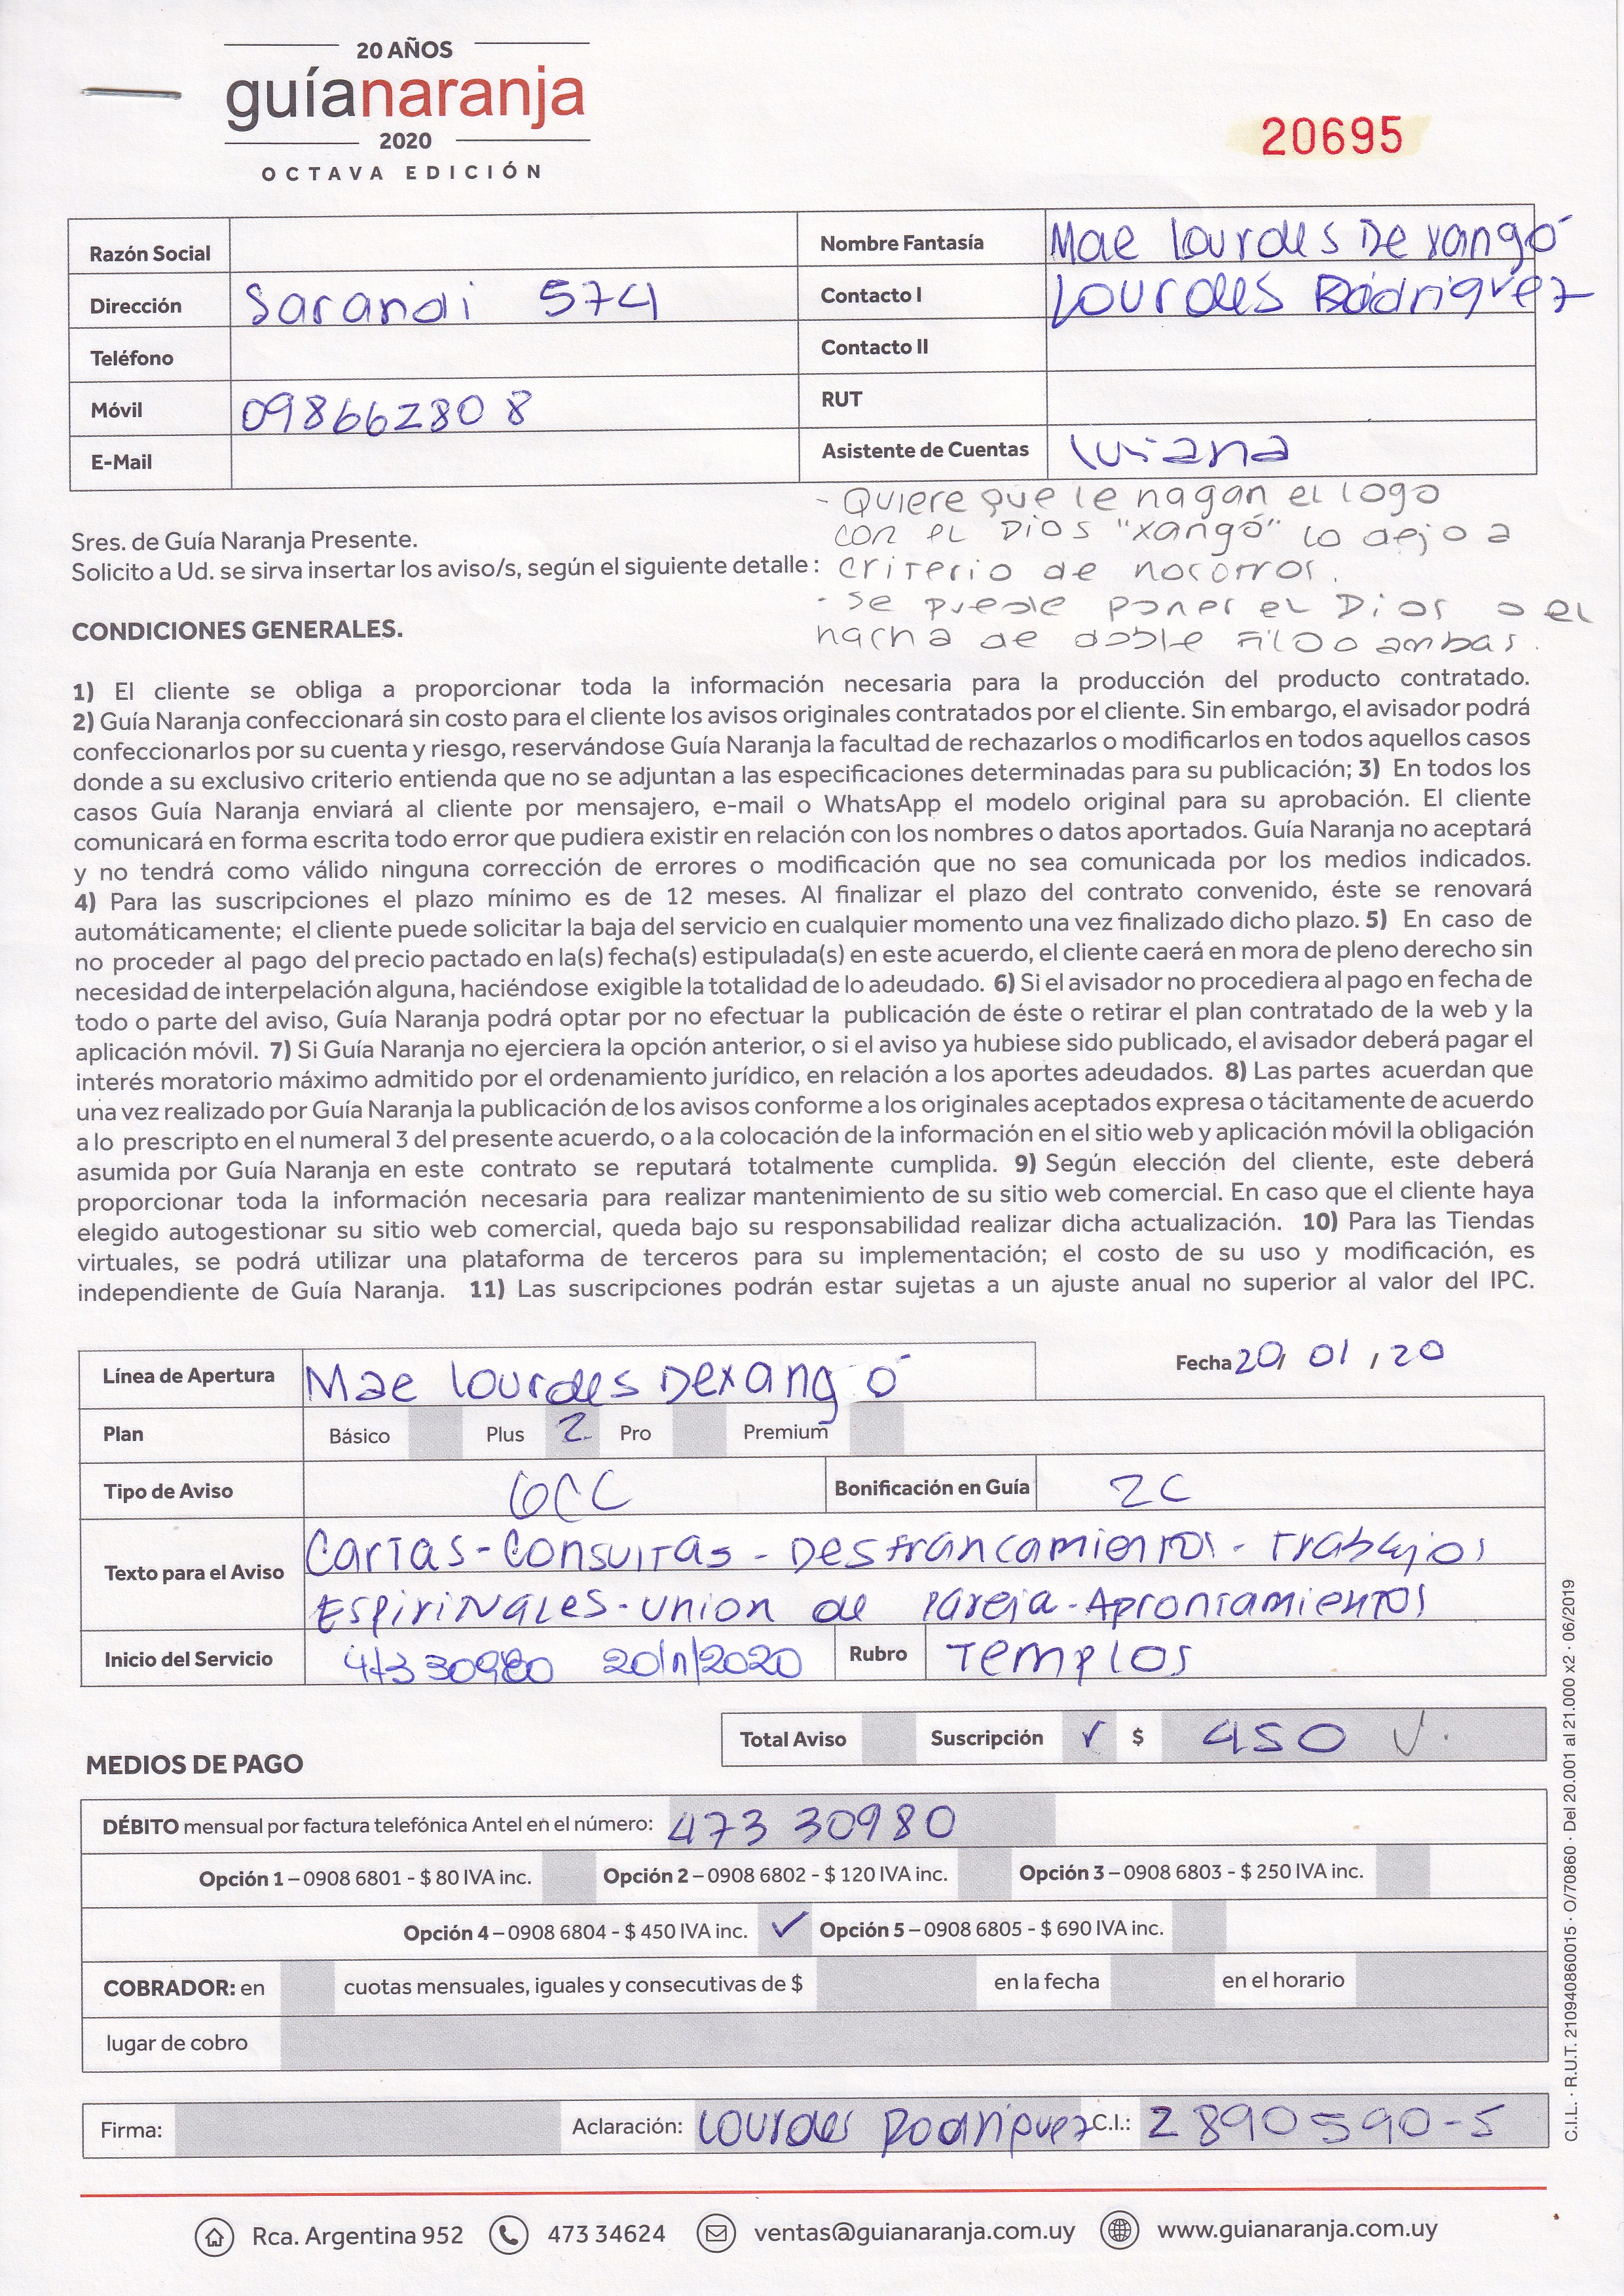 20 AÑOS
guíanaranja
2020
OCTAVA EDICIÓN
20695
Razón Social
Nombre Fantasía Mae Lourdes De xangó
Dirección Sarandi 574
Contacto I Lourdes Rodriguez
Teléfono
Contacto II
Móvil 098662808
RUT
E-Mail
Asistente de Cuentas
- Quiere que le hagan el logo
con el Dios "xangó" lo dejo a
criterio de nosotros.
- se puede poner el Dios o el
hacha de doble Filo o ambas.
Sres. de Guía Naranja Presente.
Solicito a Ud. se sirva insertar los aviso/s, según el siguiente detalle:
CONDICIONES GENERALES.
1) El cliente se obliga a proporcionar toda la información necesaria para la producción del producto contratado.
2) Guía Naranja confeccionará sin costo para el cliente los avisos originales contratados por el cliente. Sin embargo, el avisador podrá
confeccionarlos por su cuenta y riesgo, reservándose Guía Naranja la facultad de rechazarlos o modificarlos en todos aquellos casos
donde a su exclusivo criterio entienda que no se adjuntan a las especificaciones determinadas para su publicación; 3) En todos los
casos Guía Naranja enviará al cliente por mensajero, e-mail o WhatsApp el modelo original para su aprobación. El cliente
comunicará en forma escrita todo error que pudiera existir en relación con los nombres o datos aportados. Guía Naranja no aceptará
y no tendrá como válido ninguna corrección de errores o modificación que no sea comunicada por los medios indicados.
4) Para las suscripciones el plazo mínimo es de 12 meses. Al finalizar el plazo del contrato convenido, éste se renovará
automáticamente; el cliente puede solicitar la baja del servicio en cualquier momento una vez finalizado dicho plazo. 5) En caso de
no proceder al pago del precio pactado en la(s) fecha(s) estipulada(s) en este acuerdo, el cliente caerá en mora de pleno derecho sin
necesidad de interpelación alguna, haciéndose exigible la totalidad de lo adeudado. 6) Si el avisador no procediera al pago en fecha de
todo o parte del aviso, Guía Naranja podrá optar por no efectuar la publicación de éste o retirar el plan contratado de la web y la
aplicación móvil. 7) Si Guía Naranja no ejerciera la opción anterior, o si el aviso ya hubiese sido publicado, el avisador deberá pagar el
interés moratorio máximo admitido por el ordenamiento jurídico, en relación a los aportes adeudados. 8) Las partes acuerdan que
una vez realizado por Guía Naranja la publicación de los avisos conforme a los originales aceptados expresa o tácitamente de acuerdo
a lo prescripto en el numeral 3 del presente acuerdo, o a la colocación de la información en el sitio web y aplicación móvil la obligación
asumida por Guía Naranja en este contrato se reputará totalmente cumplida. 9) Según elección del cliente, este deberá
proporcionar toda la información necesaria para realizar mantenimiento de su sitio web comercial. En caso que el cliente haya
elegido autogestionar su sitio web comercial, queda bajo su responsabilidad realizar dicha actualización. 10) Para las Tiendas
virtuales, se podrá utilizar una plataforma de terceros para su implementación; el costo de su uso y modificación, es
independiente de Guía Naranja. 11) Las suscripciones podrán estar sujetas a un ajuste anual no superior al valor del IPC.
Línea de Apertura Mae Lourdes Dexangó
Fecha 20/ 01 / 20
Plan Básico Plus 2 Pro Premium
Tipo de Aviso 6CC Bonificación en Guía 2C
Texto para el Aviso Cartas - Consultas - Destrancamientos - Trabajos
Espirituales - union de Pareja - Aprontamientos
Inicio del Servicio 473 30980 Rubro Templos
Total Aviso Suscripción ✓ $ 450 ✓.
MEDIOS DE PAGO
DÉBITO mensual por factura telefónica Antel en el número: 473 30980
Opción 1 – 0908 6801 - $ 80 IVA inc. Opción 2 – 0908 6802 - $ 120 IVA inc. Opción 3 – 0908 6803 - $ 250 IVA inc.
Opción 4 – 0908 6804 - $ 450 IVA inc. ✓ Opción 5 – 0908 6805 - $ 690 IVA inc.
COBRADOR: en cuotas mensuales, iguales y consecutivas de $ en la fecha en el horario
lugar de cobro
Firma: Aclaración: Lourdes Rodriguez C.I.: 2890590-5
Rca. Argentina 952 473 34624 ventas@guianaranja.com.uy www.guianaranja.com.uy
C.I.L. · R.U.T. 210940860015 · O/70860 · Del 20.001 al 21.000 x2 · 06/2019